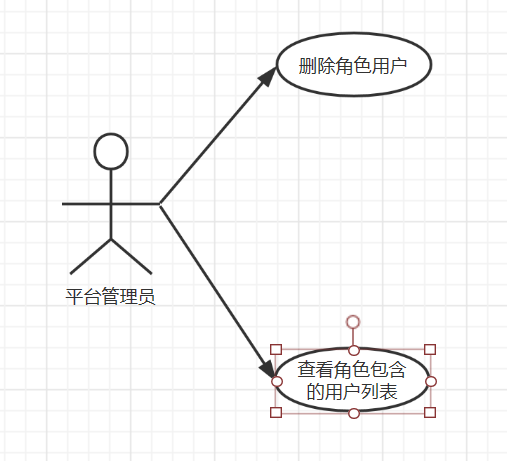 删除角色用户
平台管理员
查看角色包含
的用户列表